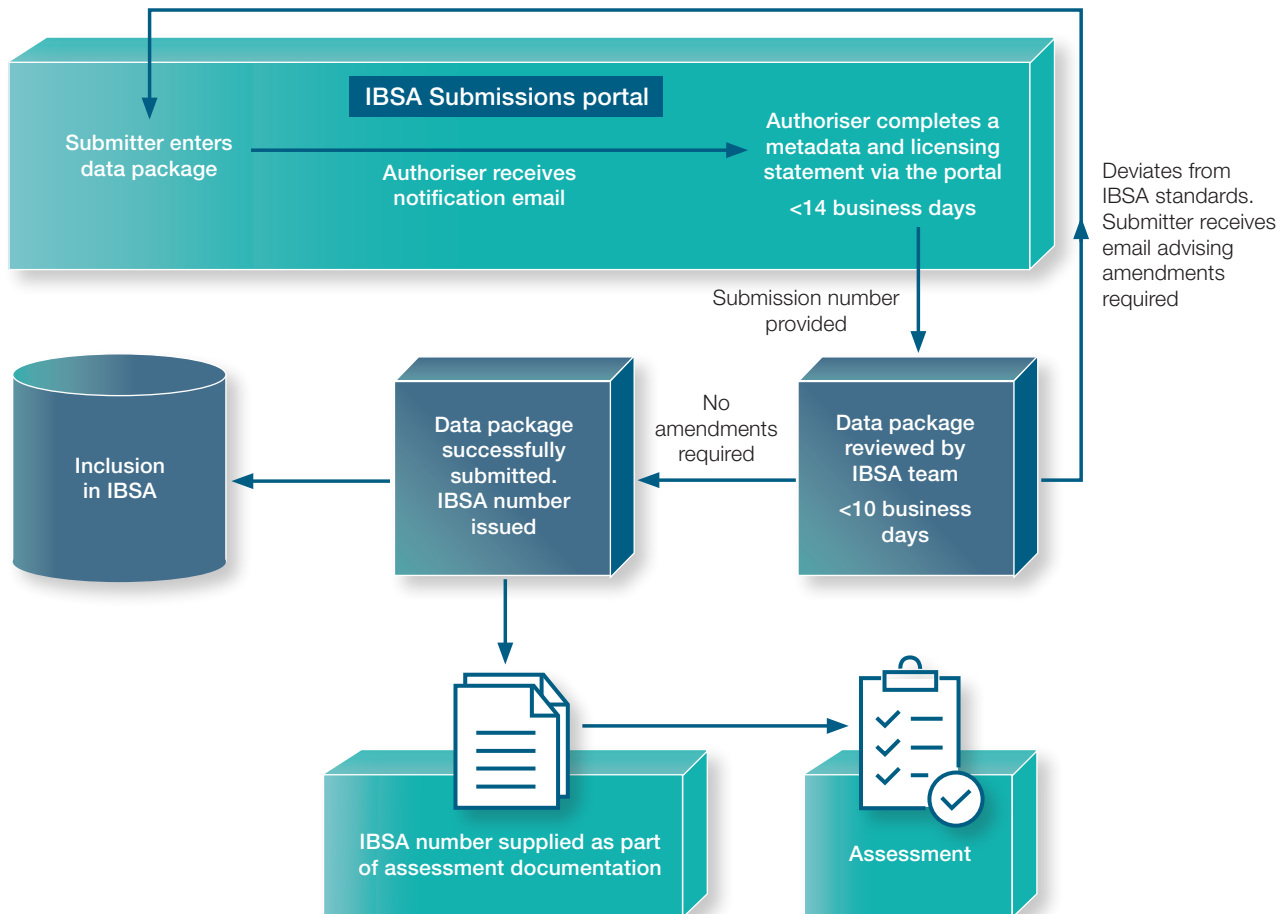 IBSA Submissions portal
Submitter enters
data package
Authoriser receives
notification email
Authoriser completes a
metadata and licensing
statement via the portal
<14 business days
Deviates from
IBSA standards.
Submitter receives
email advising
amendments
required
Submission number
provided
Data package
reviewed by
IBSA team
<10 business
days
No
amendments
required
Data package
successfully
submitted.
IBSA number
issued
Inclusion
in IBSA
IBSA number supplied as part
of assessment documentation
Assessment